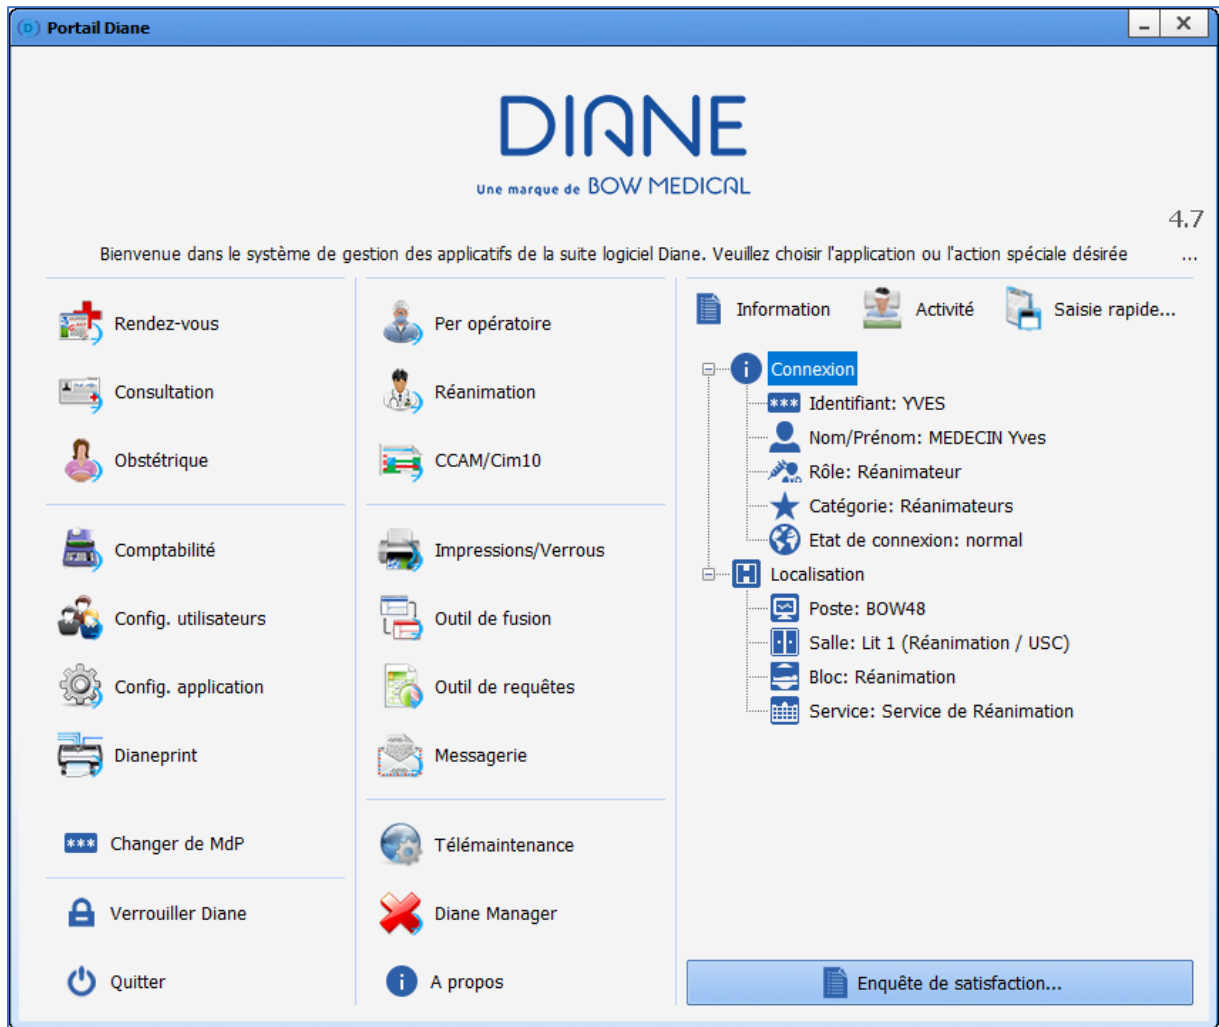 Portail Diane
DIANE
Une marque de BOW MEDICAL
4.7
Bienvenue dans le système de gestion des applicatifs de la suite logiciel Diane. Veuillez choisir l'application ou l'action spéciale désirée ...
Rendez-vous
Consultation
Obstétrique
Comptabilité
Config. utilisateurs
Config. application
Dianeprint
*** Changer de MdP
Verrouiller Diane
Quitter
Per opératoire
Réanimation
CCAM/Cim10
Impressions/Verrous
Outil de fusion
Outil de requêtes
Messagerie
Télémaintenance
Diane Manager
A propos
Information
Activité
Saisie rapide...
Connexion
*** Identifiant: YVES
Nom/Prénom: MEDECIN Yves
Rôle: Réanimateur
Catégorie: Réanimateurs
Etat de connexion: normal
H Localisation
Poste: BOW48
Salle: Lit 1 (Réanimation / USC)
Bloc: Réanimation
Service: Service de Réanimation
Enquête de satisfaction...